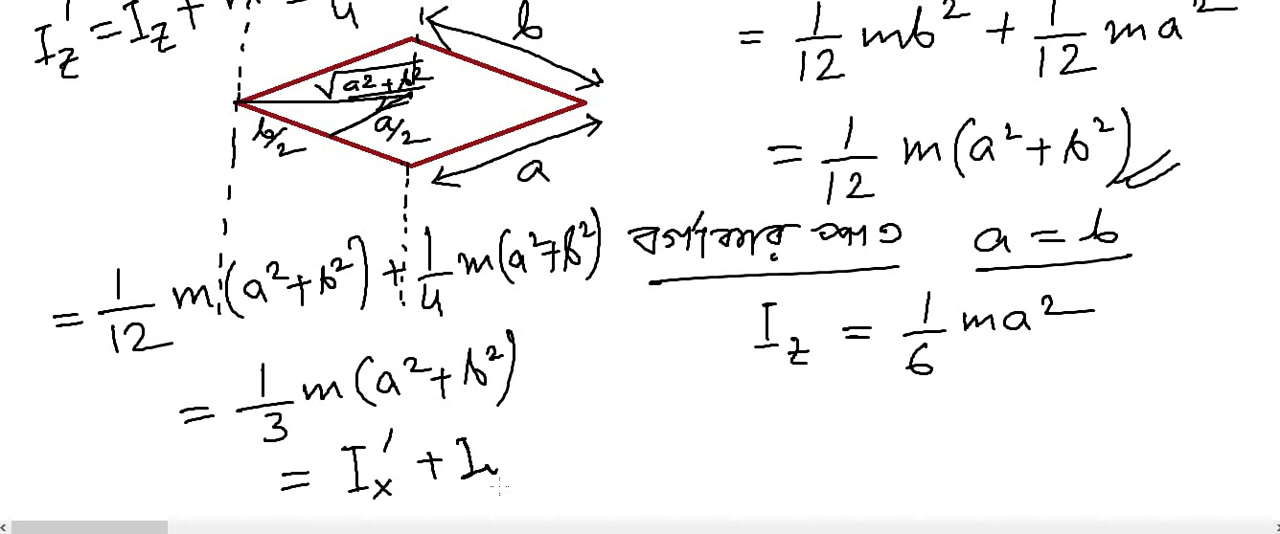 I'z = Iz +
b
√a²+b²
b/2
a/2
a
= 1/12 m(a²+b²) + 1/4 m(a²+b²)
= 1/3 m(a²+b²)
= I'x + I
= 1/12 mb² + 1/12 ma²
= 1/12 m(a²+b²)
বর্গাকার পাত a = b
Iz = 1/6 ma²